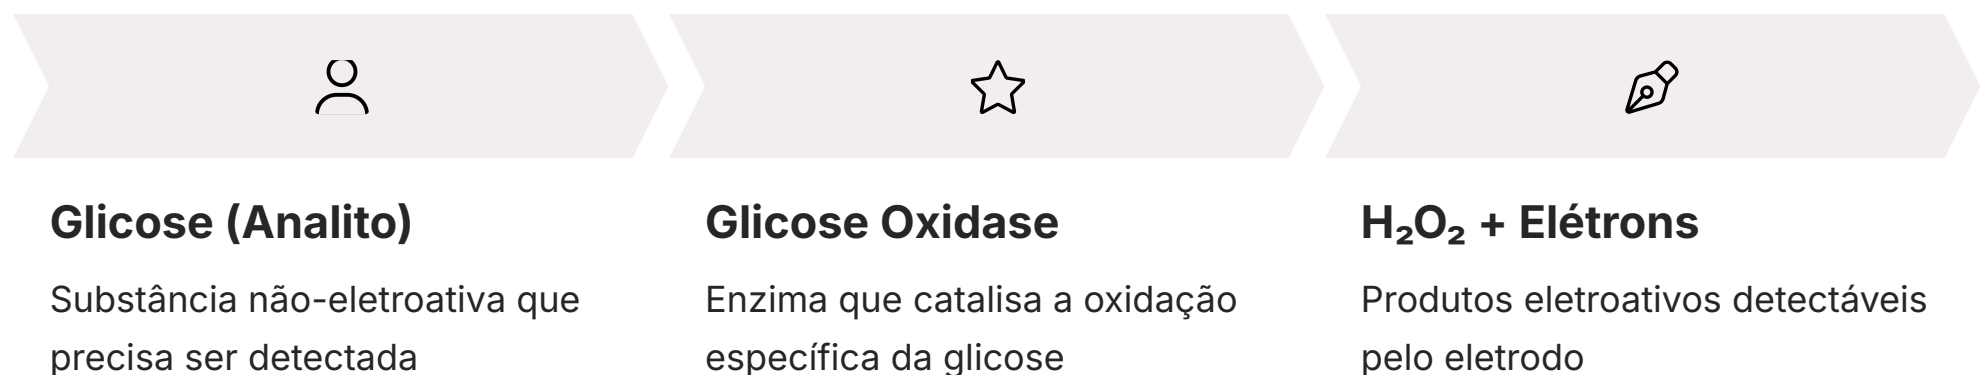 Glicose (Analito)
Substância não-eletroativa que
precisa ser detectada
Glicose Oxidase
Enzima que catalisa a oxidação
específica da glicose
H₂O₂ + Elétrons
Produtos eletroativos detectáveis
pelo eletrodo